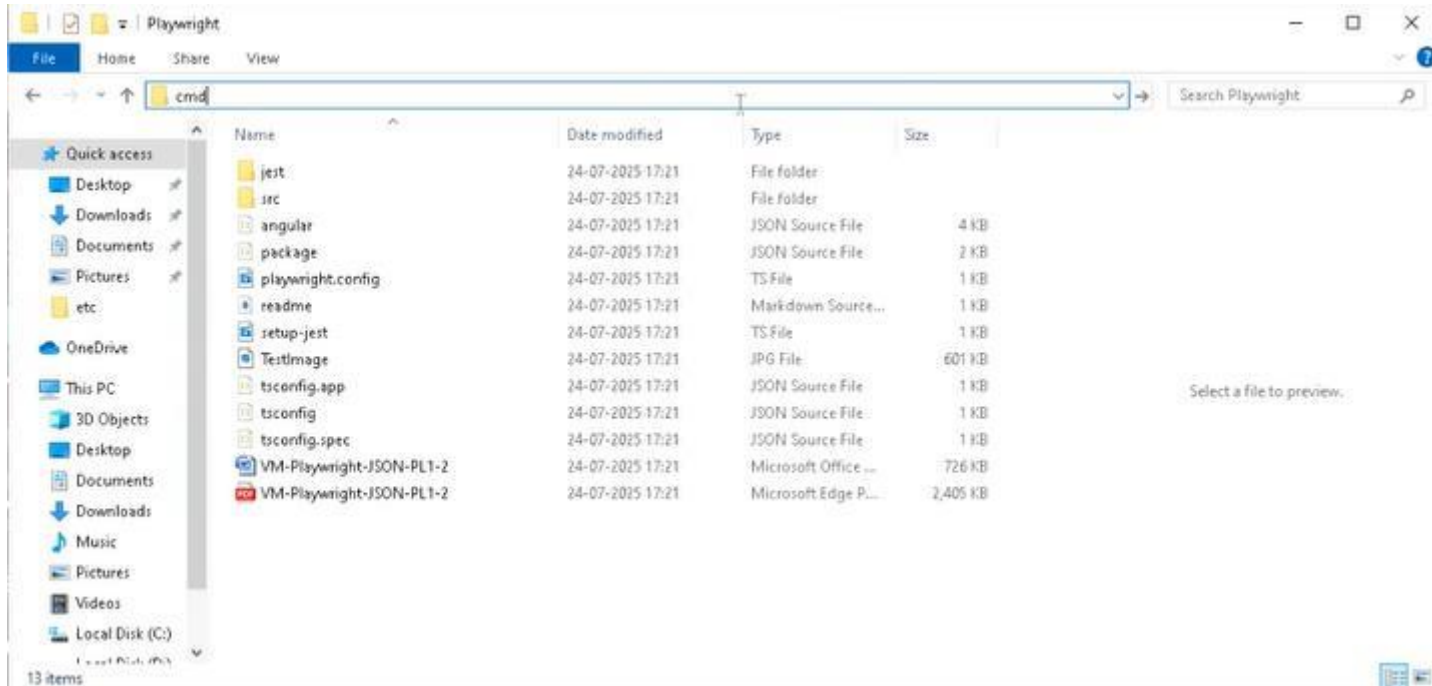 Playwright
File Home Share View
cmd Search Playwright
Name Date modified Type Size
Quick access
Desktop
Downloads
Documents
Pictures
etc
OneDrive
This PC
3D Objects
Desktop
Documents
Downloads
Music
Pictures
Videos
Local Disk (C:)
jest 24-07-2025 17:21 File folder
src 24-07-2025 17:21 File folder
angular 24-07-2025 17:21 JSON Source File 4 KB
package 24-07-2025 17:21 JSON Source File 2 KB
playwright.config 24-07-2025 17:21 TS File 1 KB
readme 24-07-2025 17:21 Markdown Source... 1 KB
setup-jest 24-07-2025 17:21 TS File 1 KB
TestImage 24-07-2025 17:21 JPG File 601 KB
tsconfig.app 24-07-2025 17:21 JSON Source File 1 KB
tsconfig 24-07-2025 17:21 JSON Source File 1 KB
tsconfig.spec 24-07-2025 17:21 JSON Source File 1 KB
VM-Playwright-JSON-PL1-2 24-07-2025 17:21 Microsoft Office ... 726 KB
VM-Playwright-JSON-PL1-2 24-07-2025 17:21 Microsoft Edge P... 2,405 KB
Select a file to preview.
13 items